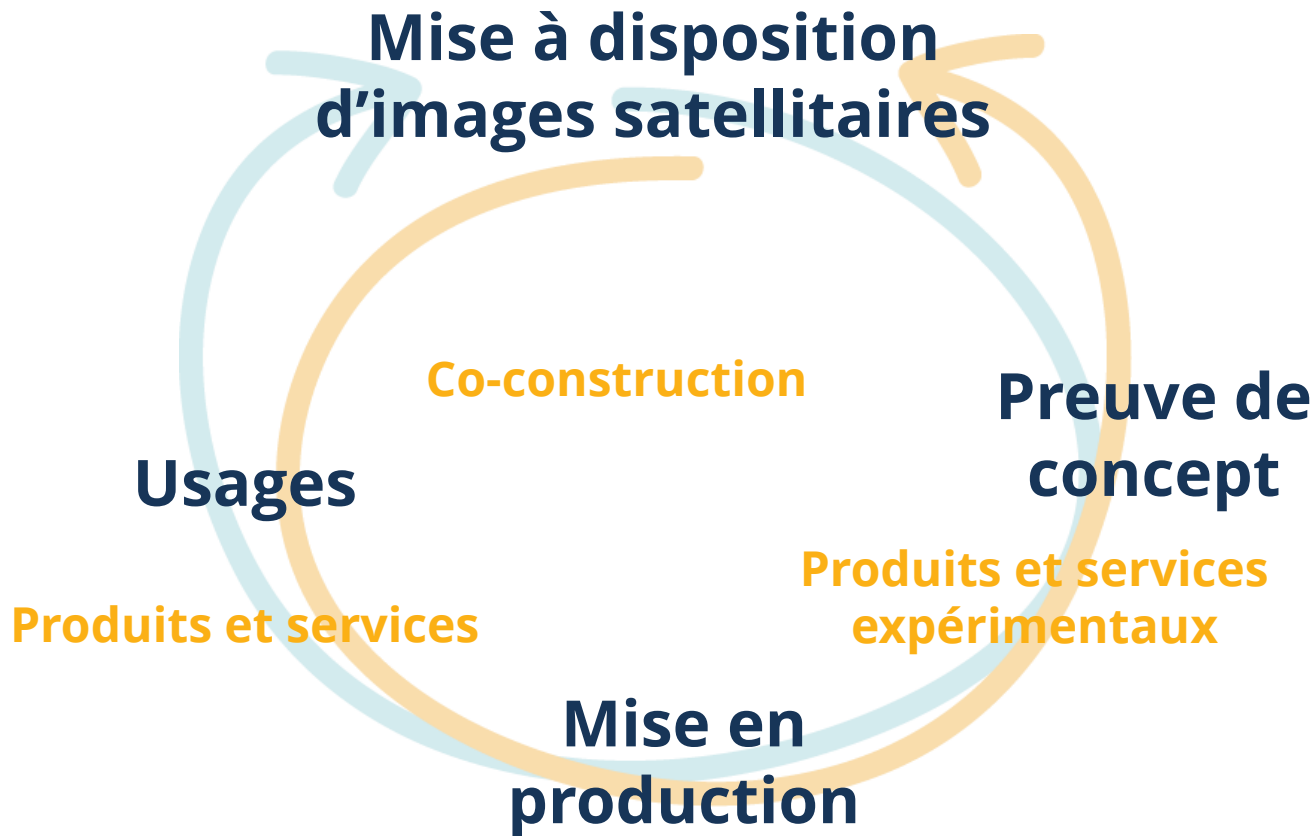 Mise à disposition
d’images satellitaires
Co-construction
Preuve de
concept
Usages
Produits et services
expérimentaux
Produits et services
Mise en
production